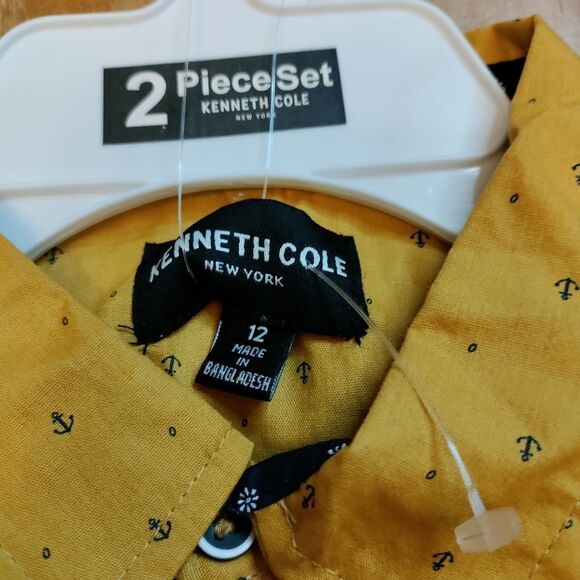 2 PieceSet
KENNETH COLE
NEW YORK
KENNETH COLE
NEW YORK
12
MADE
IN
BANGLADESH